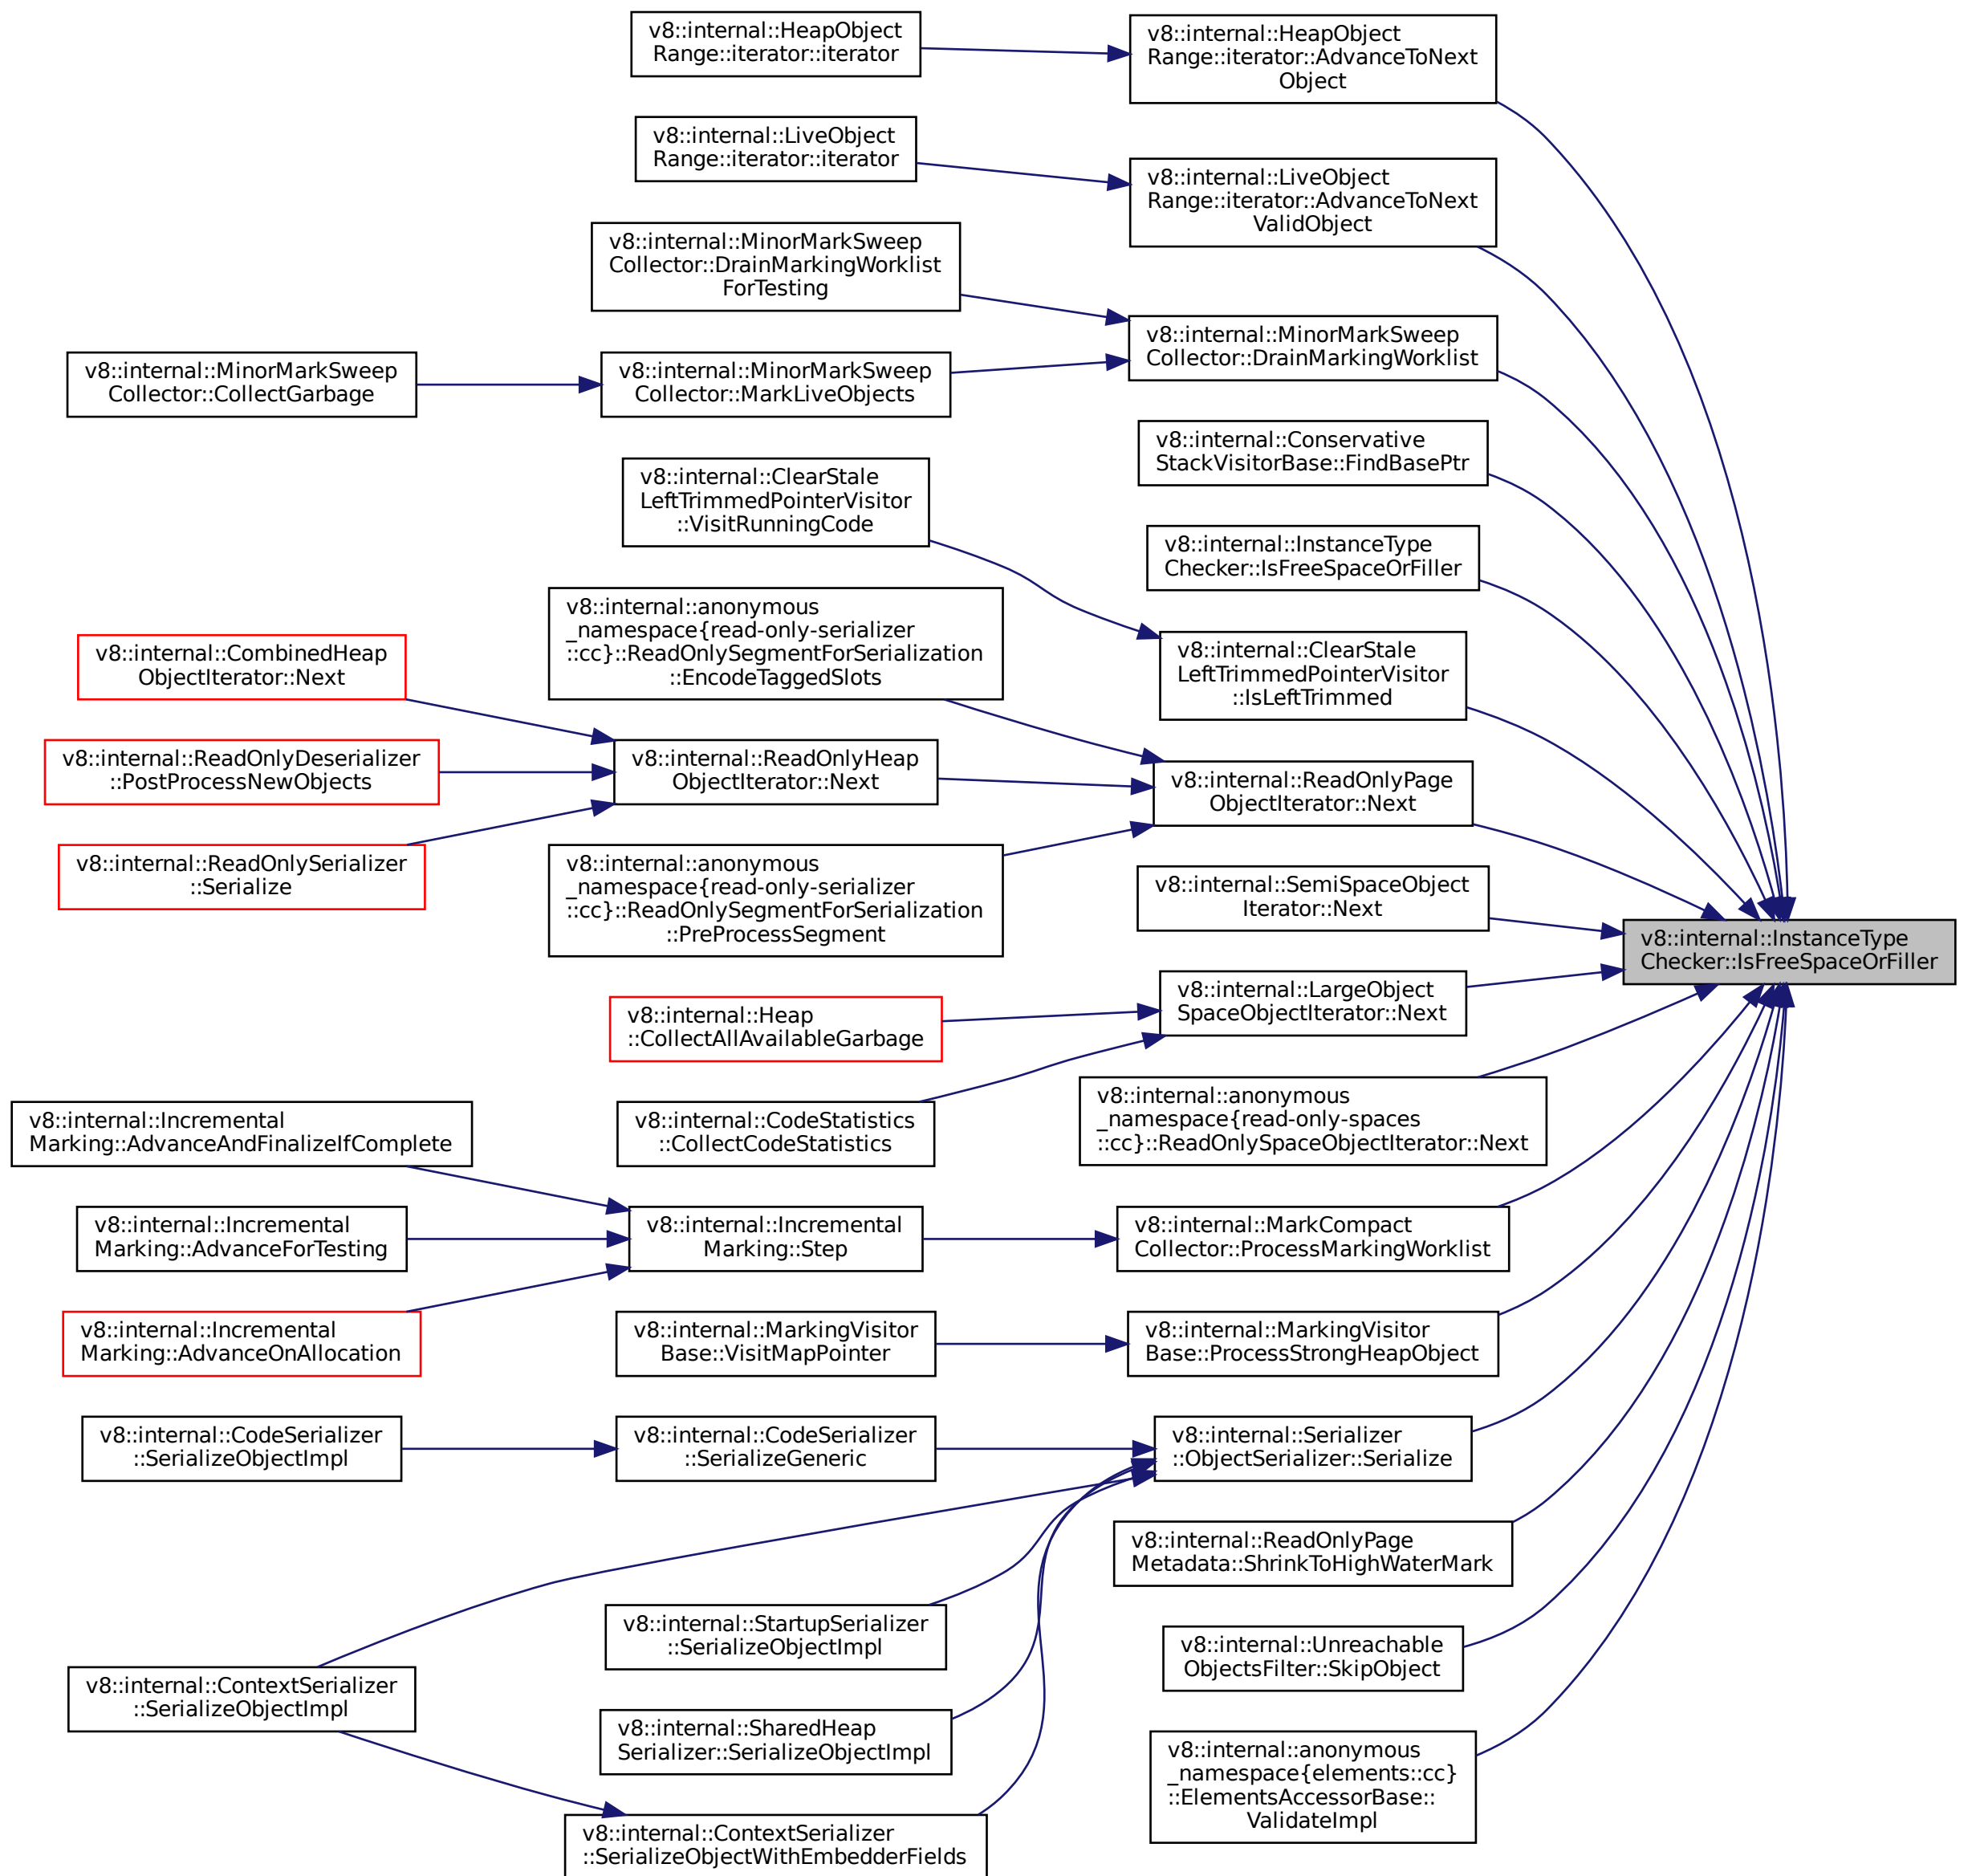 v8::internal::HeapObject
Range::iterator::iterator
v8::internal::HeapObject
Range::iterator::AdvanceToNext
Object
v8::internal::LiveObject
Range::iterator::iterator
v8::internal::LiveObject
Range::iterator::AdvanceToNext
ValidObject
v8::internal::MinorMarkSweep
Collector::DrainMarkingWorklist
ForTesting
v8::internal::MinorMarkSweep
Collector::DrainMarkingWorklist
v8::internal::MinorMarkSweep
Collector::CollectGarbage
v8::internal::MinorMarkSweep
Collector::MarkLiveObjects
v8::internal::Conservative
StackVisitorBase::FindBasePtr
v8::internal::ClearStale
LeftTrimmedPointerVisitor
::VisitRunningCode
v8::internal::InstanceType
Checker::IsFreeSpaceOrFiller
v8::internal::anonymous
_namespace{read-only-serializer
::cc}::ReadOnlySegmentForSerialization
::EncodeTaggedSlots
v8::internal::ClearStale
LeftTrimmedPointerVisitor
::IsLeftTrimmed
v8::internal::CombinedHeap
ObjectIterator::Next
v8::internal::ReadOnlyDeserializer
::PostProcessNewObjects
v8::internal::ReadOnlyHeap
ObjectIterator::Next
v8::internal::ReadOnlyPage
ObjectIterator::Next
v8::internal::ReadOnlySerializer
::Serialize
v8::internal::anonymous
_namespace{read-only-serializer
::cc}::ReadOnlySegmentForSerialization
::PreProcessSegment
v8::internal::SemiSpaceObject
Iterator::Next
v8::internal::InstanceType
Checker::IsFreeSpaceOrFiller
v8::internal::Heap
::CollectAllAvailableGarbage
v8::internal::LargeObject
SpaceObjectIterator::Next
v8::internal::CodeStatistics
::CollectCodeStatistics
v8::internal::anonymous
_namespace{read-only-spaces
::cc}::ReadOnlySpaceObjectIterator::Next
v8::internal::Incremental
Marking::AdvanceAndFinalizeIfComplete
v8::internal::Incremental
Marking::AdvanceForTesting
v8::internal::Incremental
Marking::Step
v8::internal::MarkCompact
Collector::ProcessMarkingWorklist
v8::internal::Incremental
Marking::AdvanceOnAllocation
v8::internal::MarkingVisitor
Base::VisitMapPointer
v8::internal::MarkingVisitor
Base::ProcessStrongHeapObject
v8::internal::CodeSerializer
::SerializeObjectImpl
v8::internal::CodeSerializer
::SerializeGeneric
v8::internal::Serializer
::ObjectSerializer::Serialize
v8::internal::ReadOnlyPage
Metadata::ShrinkToHighWaterMark
v8::internal::StartupSerializer
::SerializeObjectImpl
v8::internal::Unreachable
ObjectsFilter::SkipObject
v8::internal::ContextSerializer
::SerializeObjectImpl
v8::internal::SharedHeap
Serializer::SerializeObjectImpl
v8::internal::anonymous
_namespace{elements::cc}
::ElementsAccessorBase::
ValidateImpl
v8::internal::ContextSerializer
::SerializeObjectWithEmbedderFields